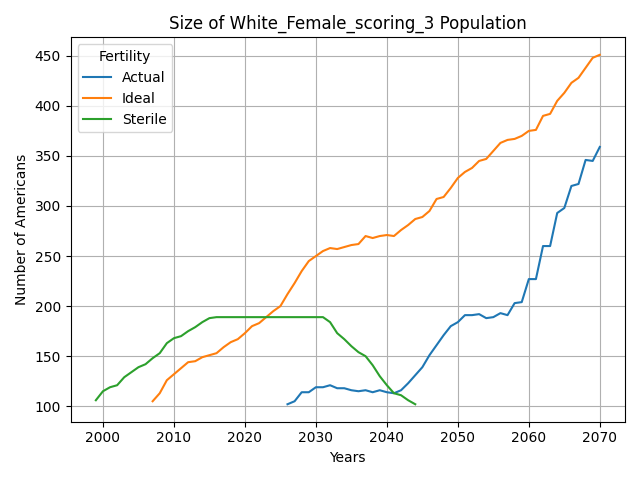 Size of White_Female_scoring_3 Population
Fertility
Actual
Ideal
Sterile
Number of Americans
450
400
350
300
250
200
150
100
2000 2010 2020 2030 2040 2050 2060 2070
Years